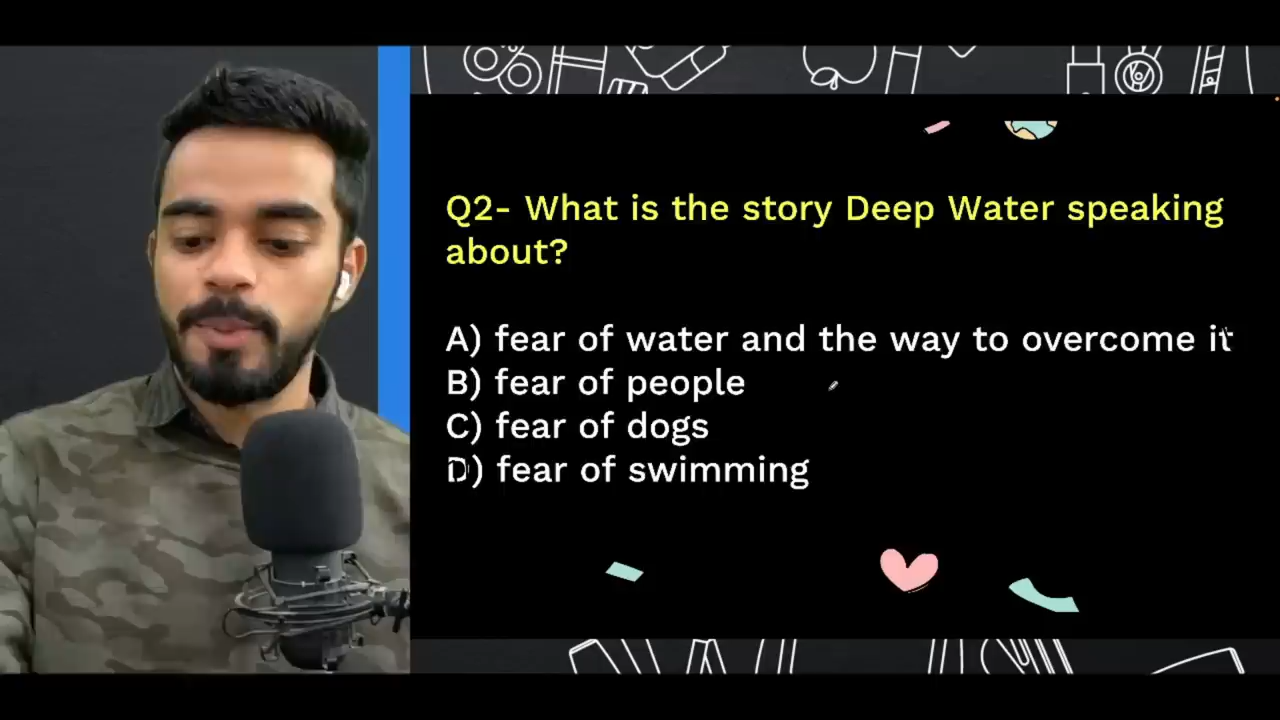 Q2- What is the story Deep Water speaking
about?
A) fear of water and the way to overcome it
B) fear of people
C) fear of dogs
D) fear of swimming